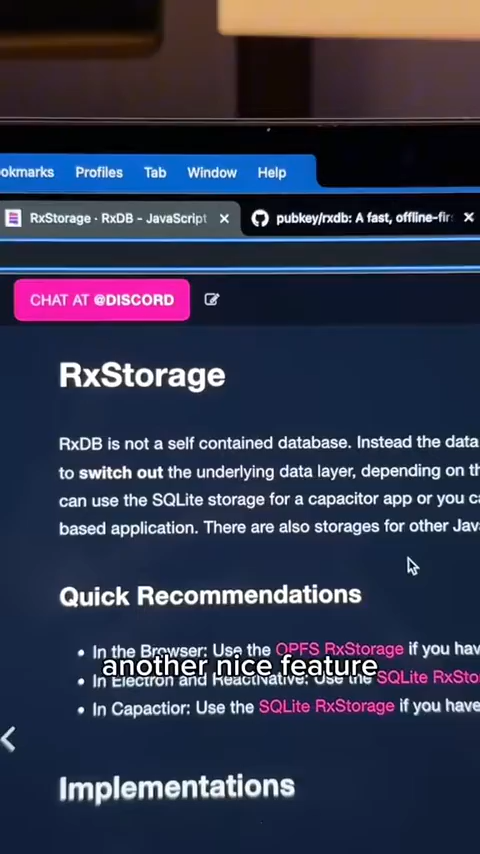 okmarks Profiles Tab Window Help
RxStorage · RxDB - JavaScript × pubkey/rxdb: A fast, offline-fir ×
CHAT AT @DISCORD
RxStorage
RxDB is not a self contained database. Instead the data
to switch out the underlying data layer, depending on th
can use the SQLite storage for a capacitor app or you ca
based application. There are also storages for other Jav
Quick Recommendations
• In the Browser: Use the OPFS RxStorage if you hav
another nice feature
• In Electron and ReactNative: Use the SQLite RxSto
• In Capactior: Use the SQLite RxStorage if you have
Implementations